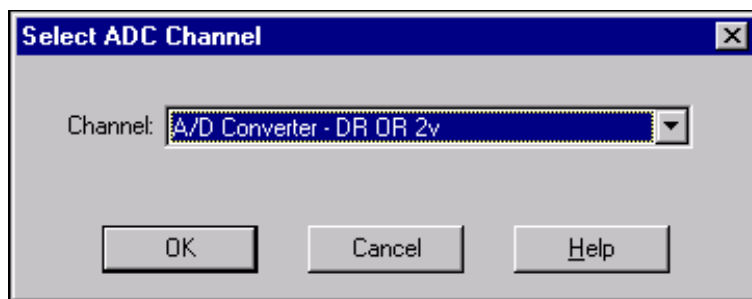 Select ADC Channel
Channel: A/D Converter - DR OR 2v
OK Cancel Help